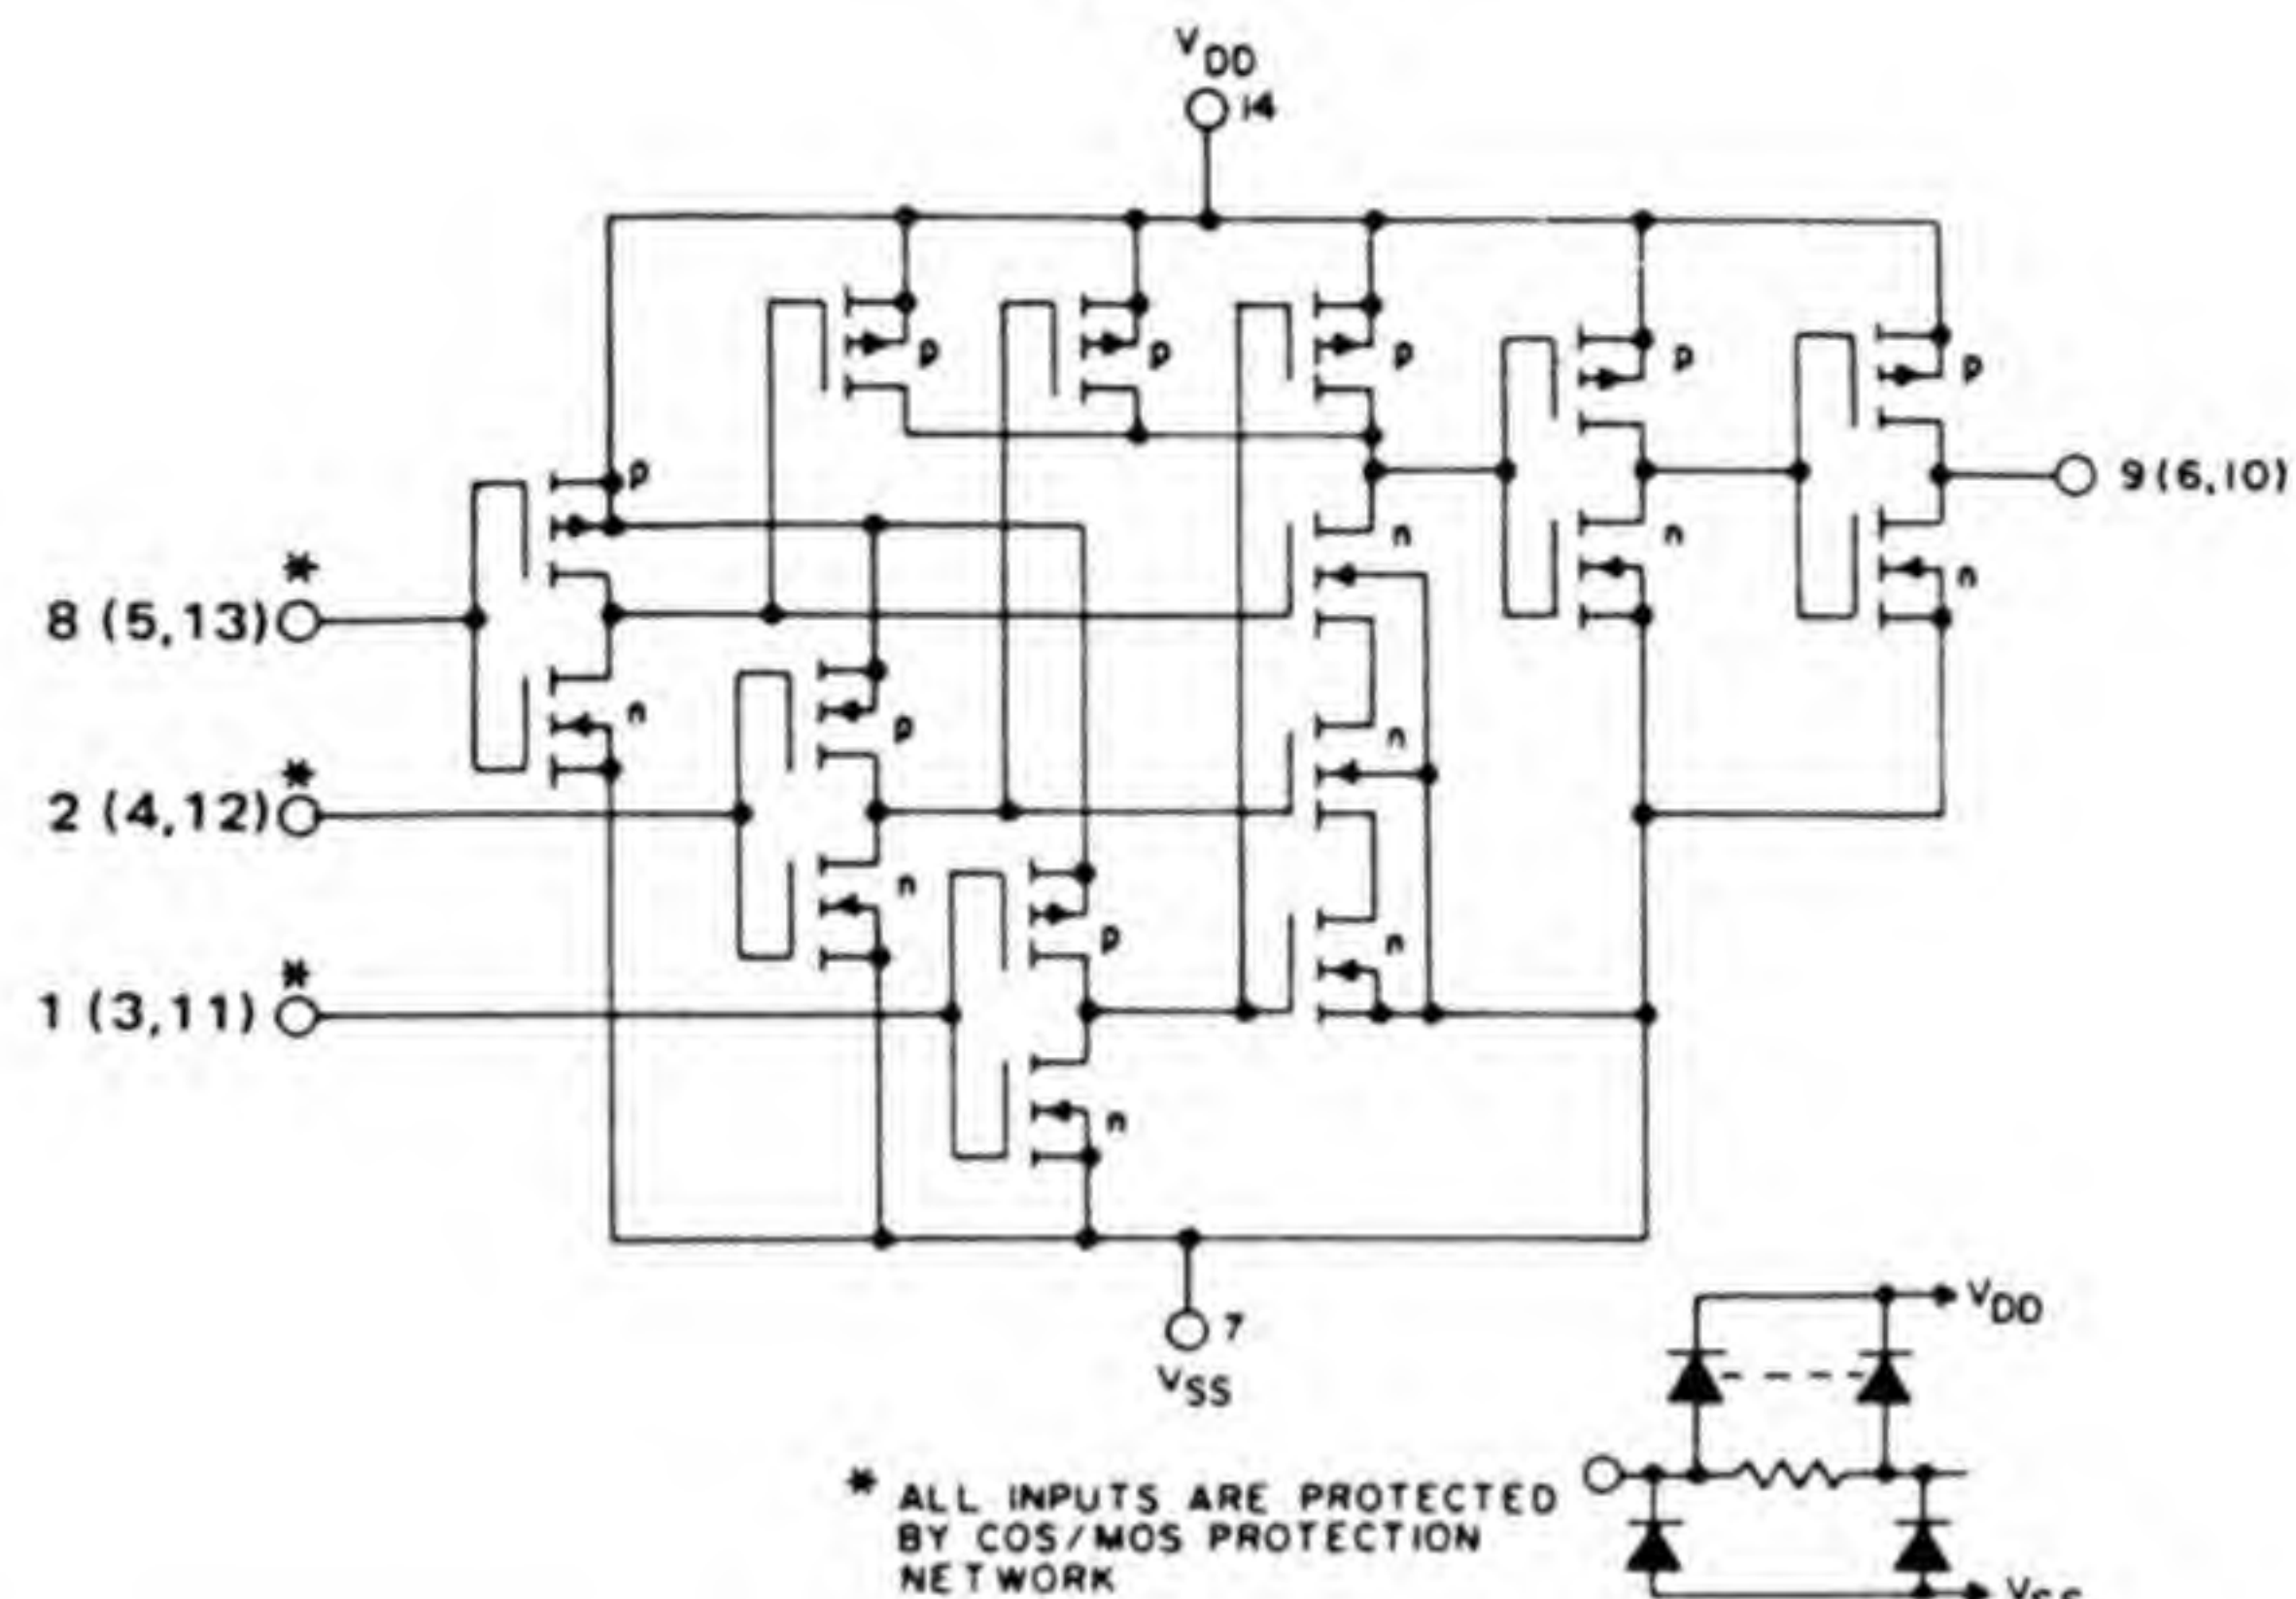 VDD
14
p
p
p
p
p
p
9(6,10)
n
n
n
*
8 (5,13)
n
p
n
*
2 (4,12)
n
p
n
*
1 (3,11)
n
7
VSS
VDD
* ALL INPUTS ARE PROTECTED
BY COS/MOS PROTECTION
NETWORK
VSS